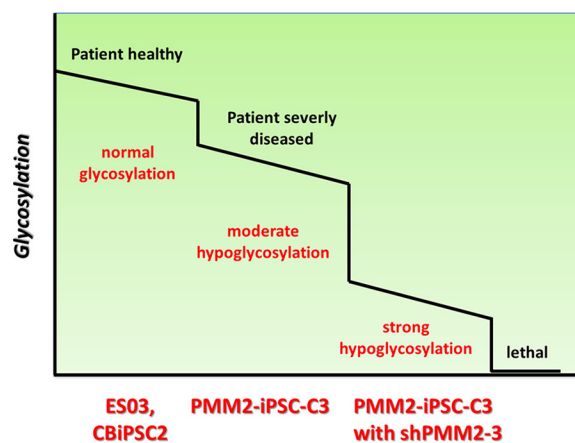 Patient healthy
Patient severly
diseased
normal
glycosylation
moderate
hypoglycosylation
strong
hypoglycosylation
lethal
Glycosylation
ES03,
CBiPSC2
PMM2-iPSC-C3
PMM2-iPSC-C3
with shPMM2-3